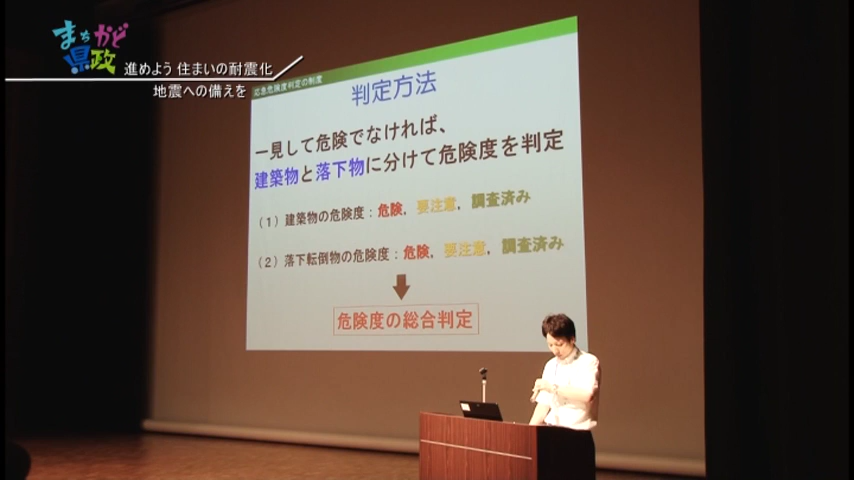 まちかど
県政
進めよう 住まいの耐震化
地震への備えを
応急危険度判定の制度
判定方法
一見して危険でなければ、
建築物と落下物に分けて危険度を判定
（1）建築物の危険度：危険，要注意，調査済み
（2）落下転倒物の危険度：危険，要注意，調査済み
危険度の総合判定